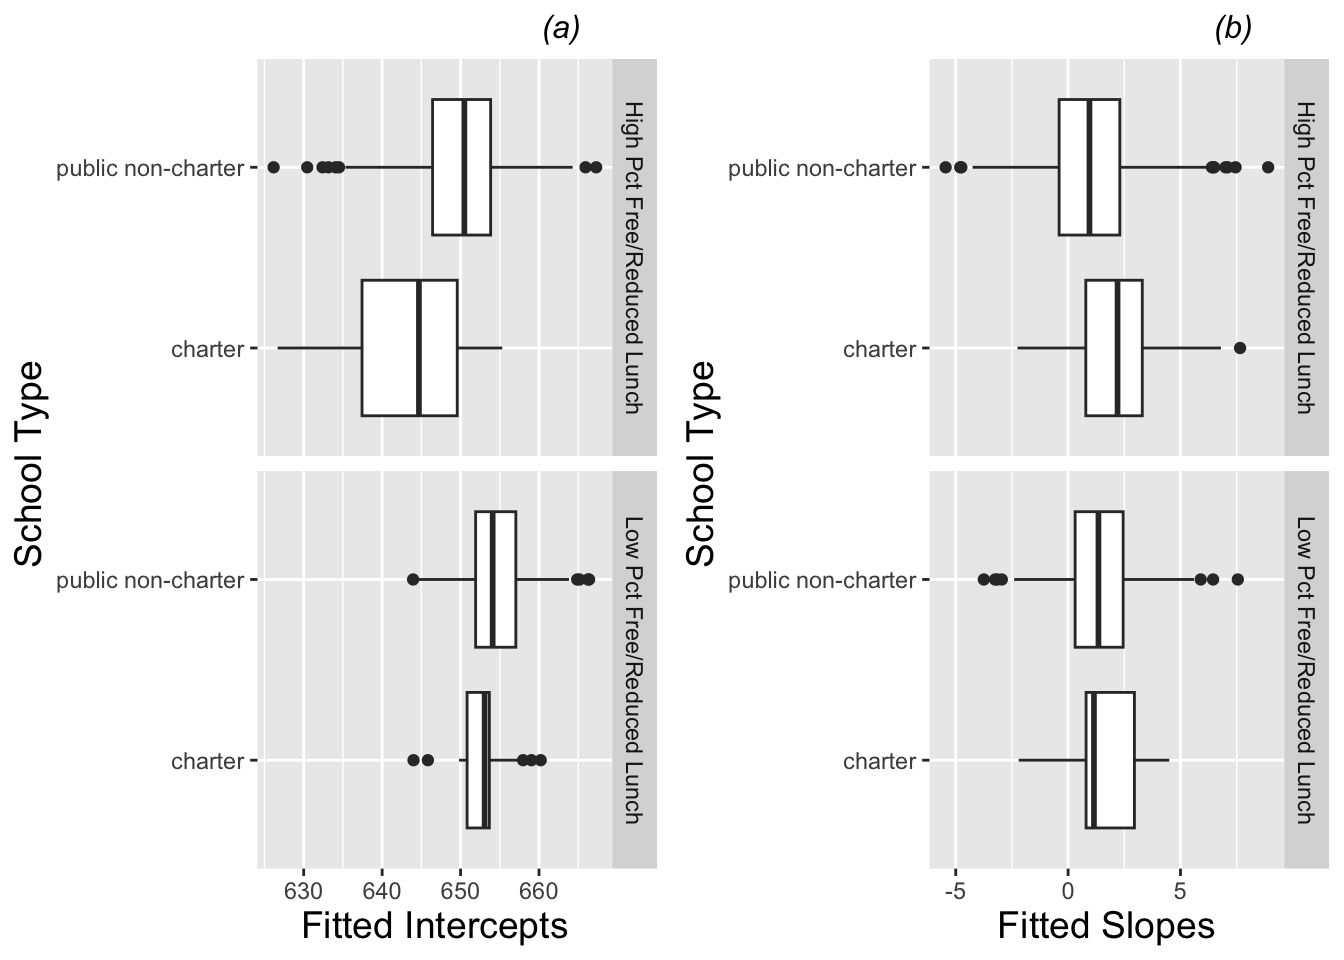 (a)
School Type
public non-charter
charter
High Pct Free/Reduced Lunch
public non-charter
charter
Low Pct Free/Reduced Lunch
630 640 650 660
Fitted Intercepts
(b)
School Type
public non-charter
charter
High Pct Free/Reduced Lunch
public non-charter
charter
Low Pct Free/Reduced Lunch
-5 0 5
Fitted Slopes